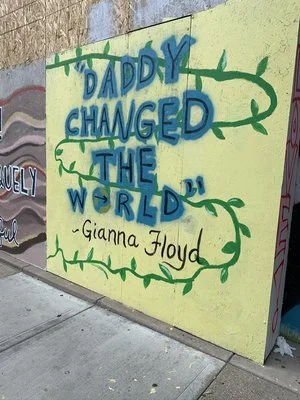 "DADDY
CHANGED
THE
WORLD"
~Gianna Floyd